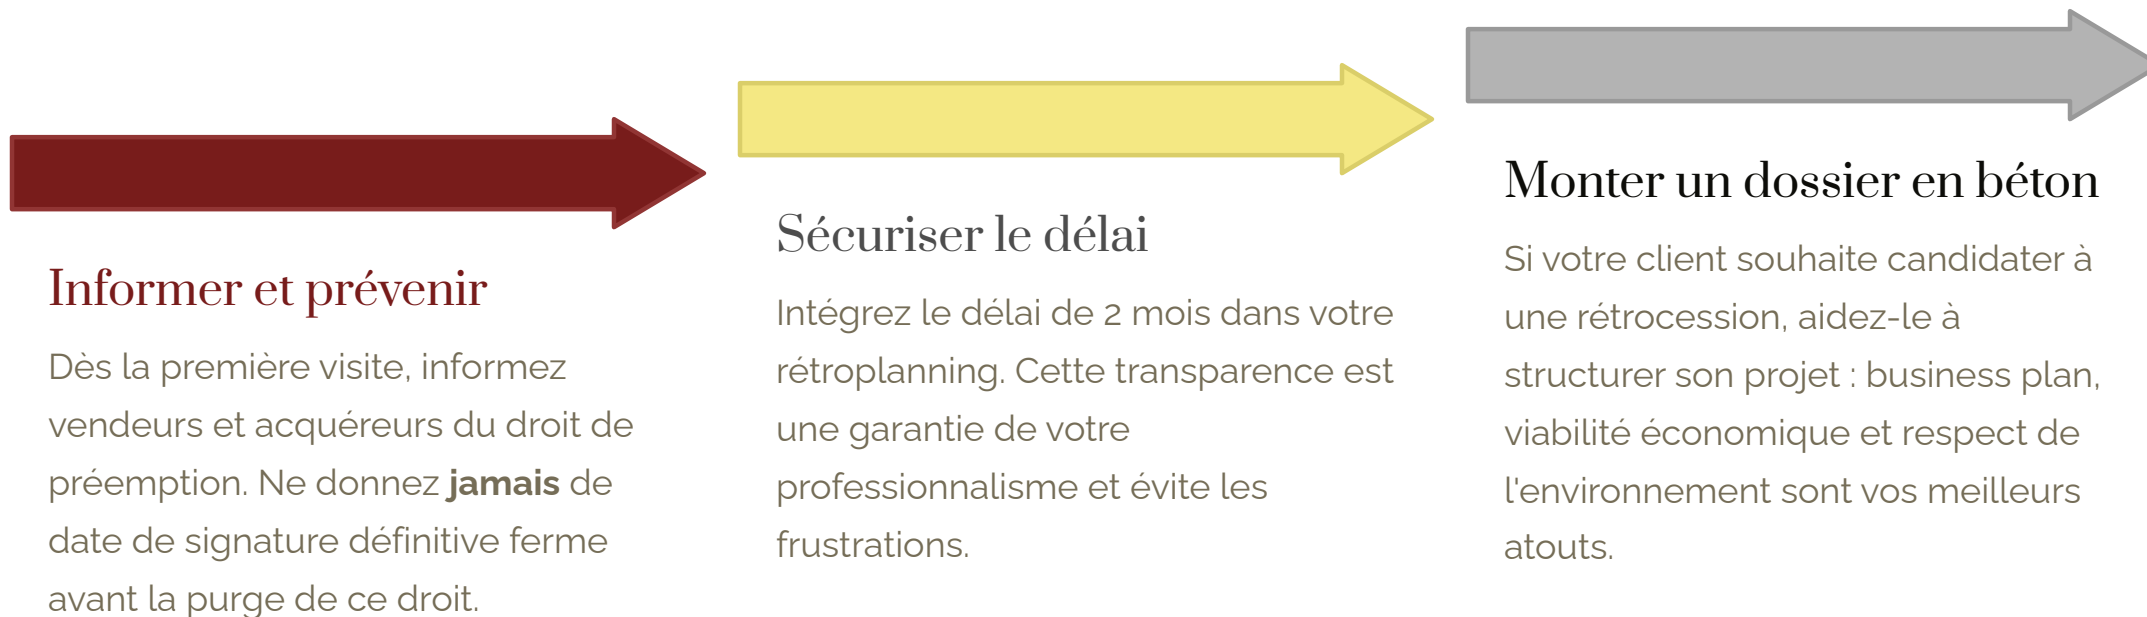 Informer et prévenir
Dès la première visite, informez
vendeurs et acquéreurs du droit de
préemption. Ne donnez jamais de
date de signature définitive ferme
avant la purge de ce droit.
Sécuriser le délai
Intégrez le délai de 2 mois dans votre
rétroplanning. Cette transparence est
une garantie de votre
professionnalisme et évite les
frustrations.
Monter un dossier en béton
Si votre client souhaite candidater à
une rétrocession, aidez-le à
structurer son projet : business plan,
viabilité économique et respect de
l'environnement sont vos meilleurs
atouts.